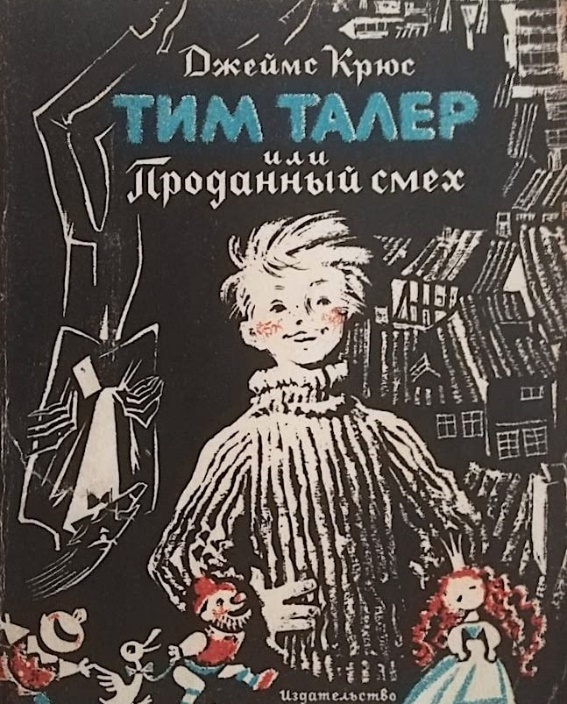 Джеймс Крюс
ТИМ ТАЛЕР
или
Проданный смех
Издательство